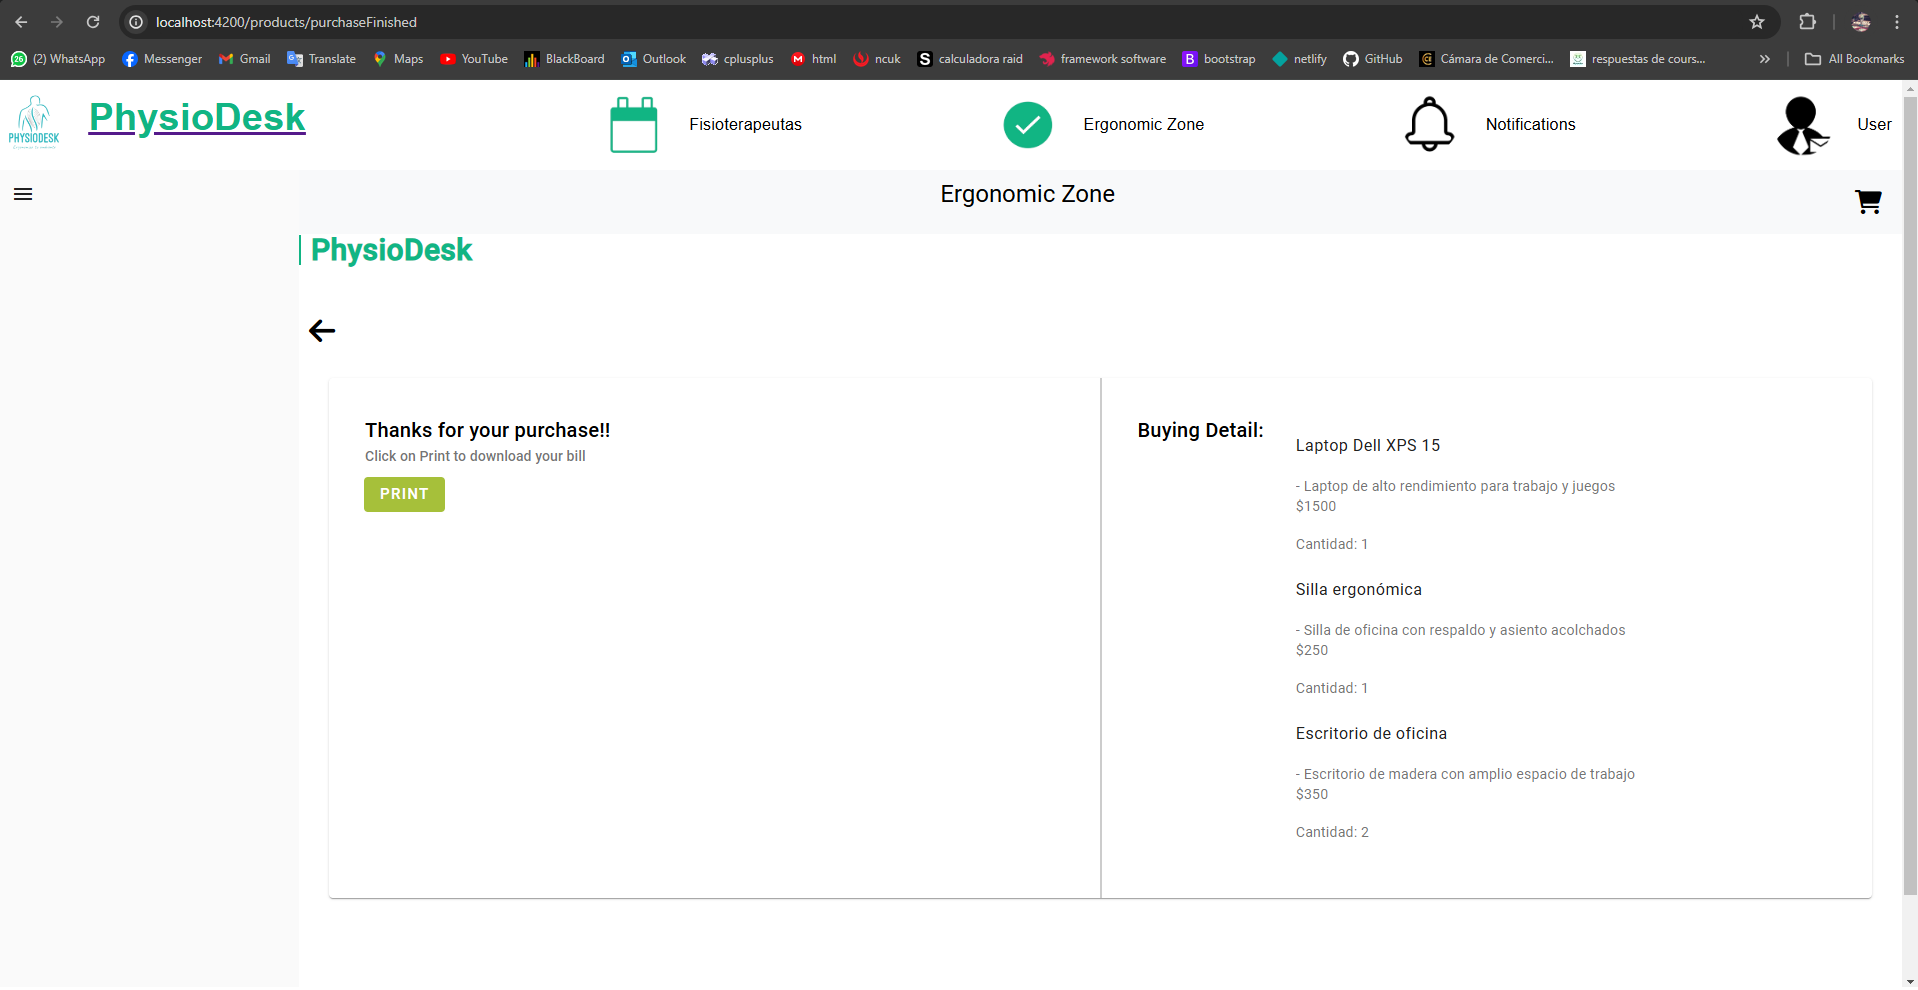 localhost:4200/products/purchaseFinished
(2) WhatsApp Messenger Gmail Translate Maps YouTube BlackBoard Outlook cplusplus html ncuk calculadora raid framework software bootstrap netlify GitHub Cámara de Comerci... respuestas de cours... » All Bookmarks
PHYSIODESK
PhysioDesk
Fisioterapeutas
Ergonomic Zone
Notifications
User
Ergonomic Zone
PhysioDesk
Thanks for your purchase!!
Click on Print to download your bill
PRINT
Buying Detail:
Laptop Dell XPS 15
- Laptop de alto rendimiento para trabajo y juegos
$1500
Cantidad: 1
Silla ergonómica
- Silla de oficina con respaldo y asiento acolchados
$250
Cantidad: 1
Escritorio de oficina
- Escritorio de madera con amplio espacio de trabajo
$350
Cantidad: 2